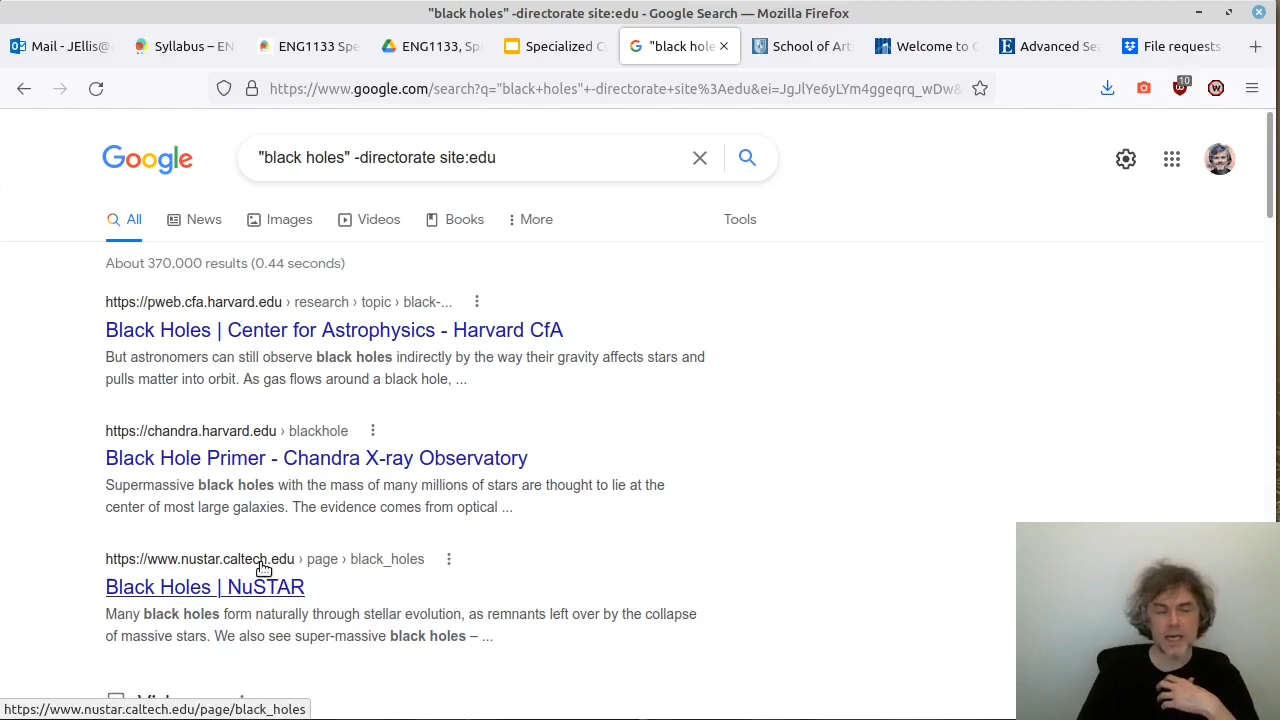 "black holes" -directorate site:edu - Google Search — Mozilla Firefox
Mail - JEllis@
Syllabus – EN
ENG1133 Spe
ENG1133, Sp
Specialized C
"black hole
School of Art
Welcome to
Advanced Se
File requests
https://www.google.com/search?q="black+holes"+-directorate+site%3Aedu&ei=JgJlYe6yLYm4ggeqrq_wDw&
10
Google
"black holes" -directorate site:edu
All
News
Images
Videos
Books
More
Tools
About 370,000 results (0.44 seconds)
https://pweb.cfa.harvard.edu › research › topic › black-...
Black Holes | Center for Astrophysics - Harvard CfA
But astronomers can still observe black holes indirectly by the way their gravity affects stars and
pulls matter into orbit. As gas flows around a black hole, ...
https://chandra.harvard.edu › blackhole
Black Hole Primer - Chandra X-ray Observatory
Supermassive black holes with the mass of many millions of stars are thought to lie at the
center of most large galaxies. The evidence comes from optical ...
https://www.nustar.caltech.edu › page › black_holes
Black Holes | NuSTAR
Many black holes form naturally through stellar evolution, as remnants left over by the collapse
of massive stars. We also see super-massive black holes – ...
https://www.nustar.caltech.edu/page/black_holes